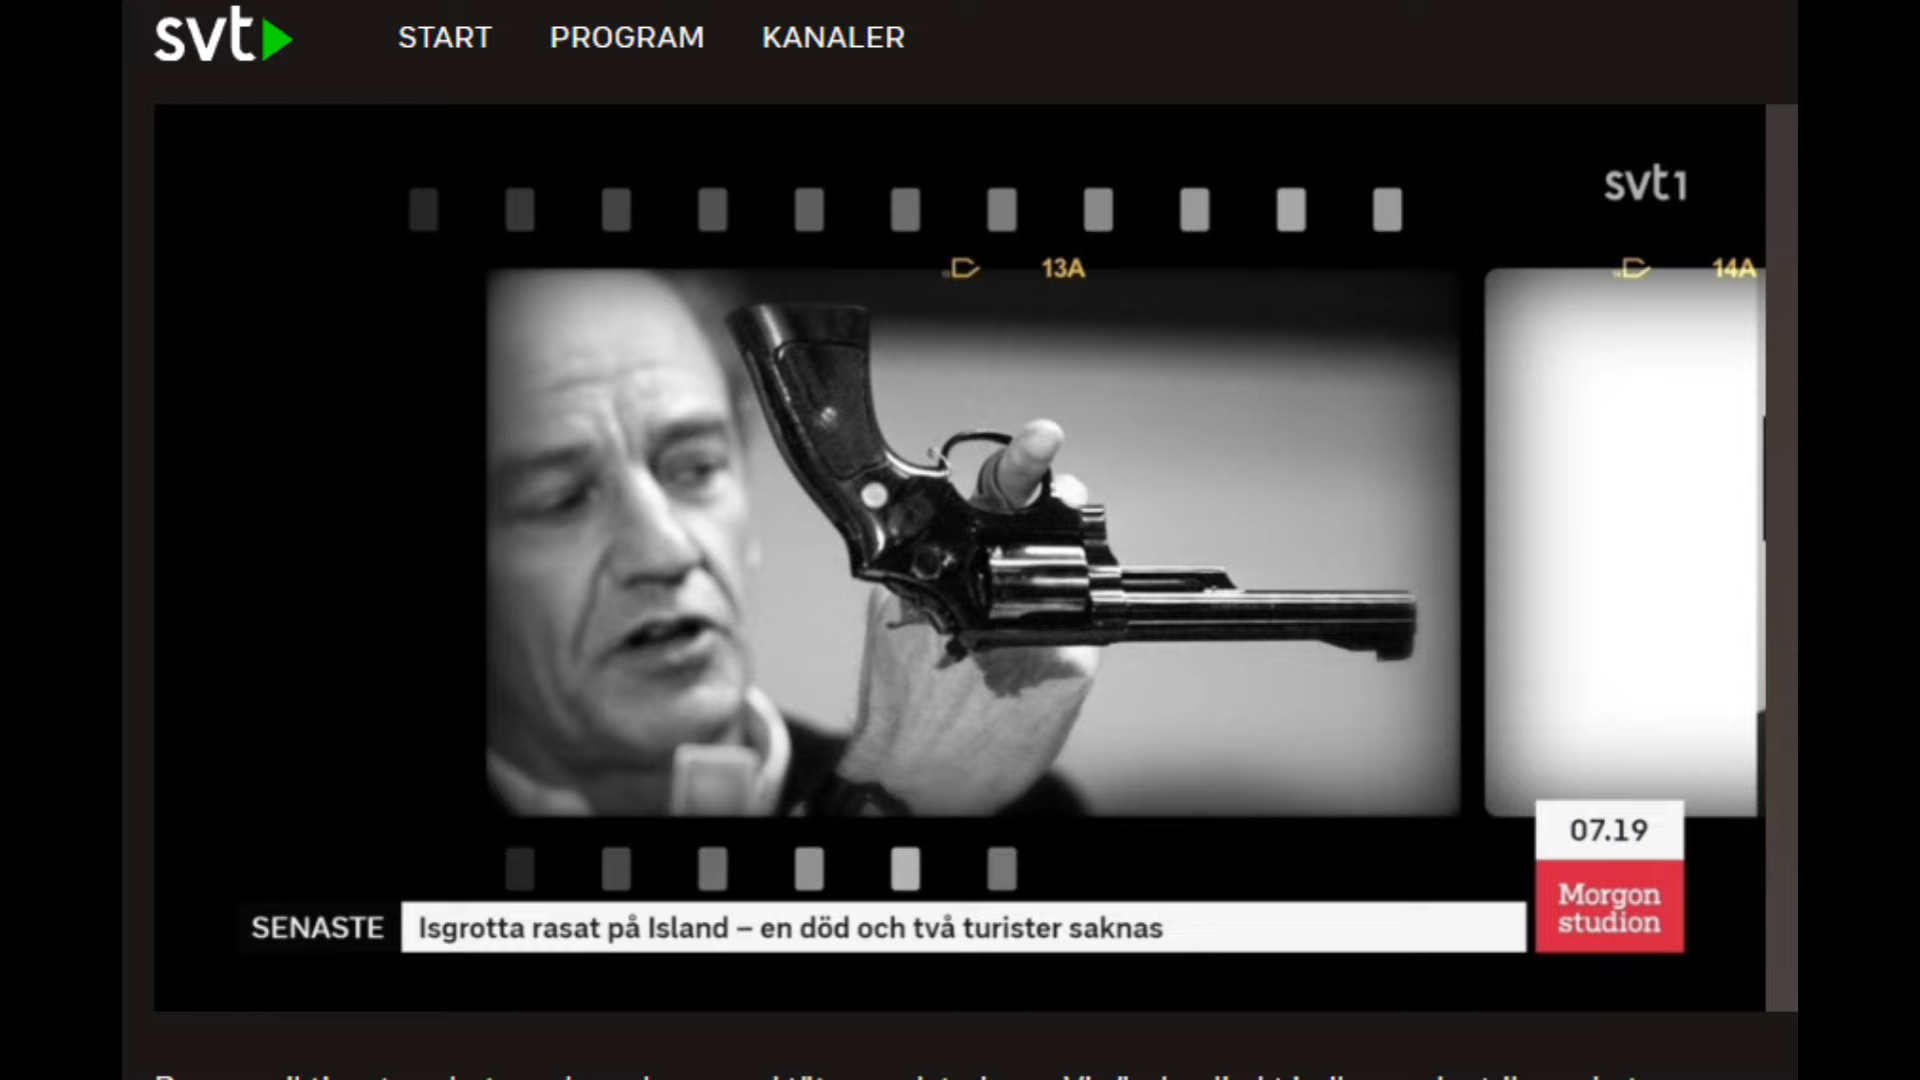 svt
START PROGRAM KANALER
svt1
13A
14A
07.19
Morgon
studion
SENASTE Isgrotta rasat på Island – en död och två turister saknas